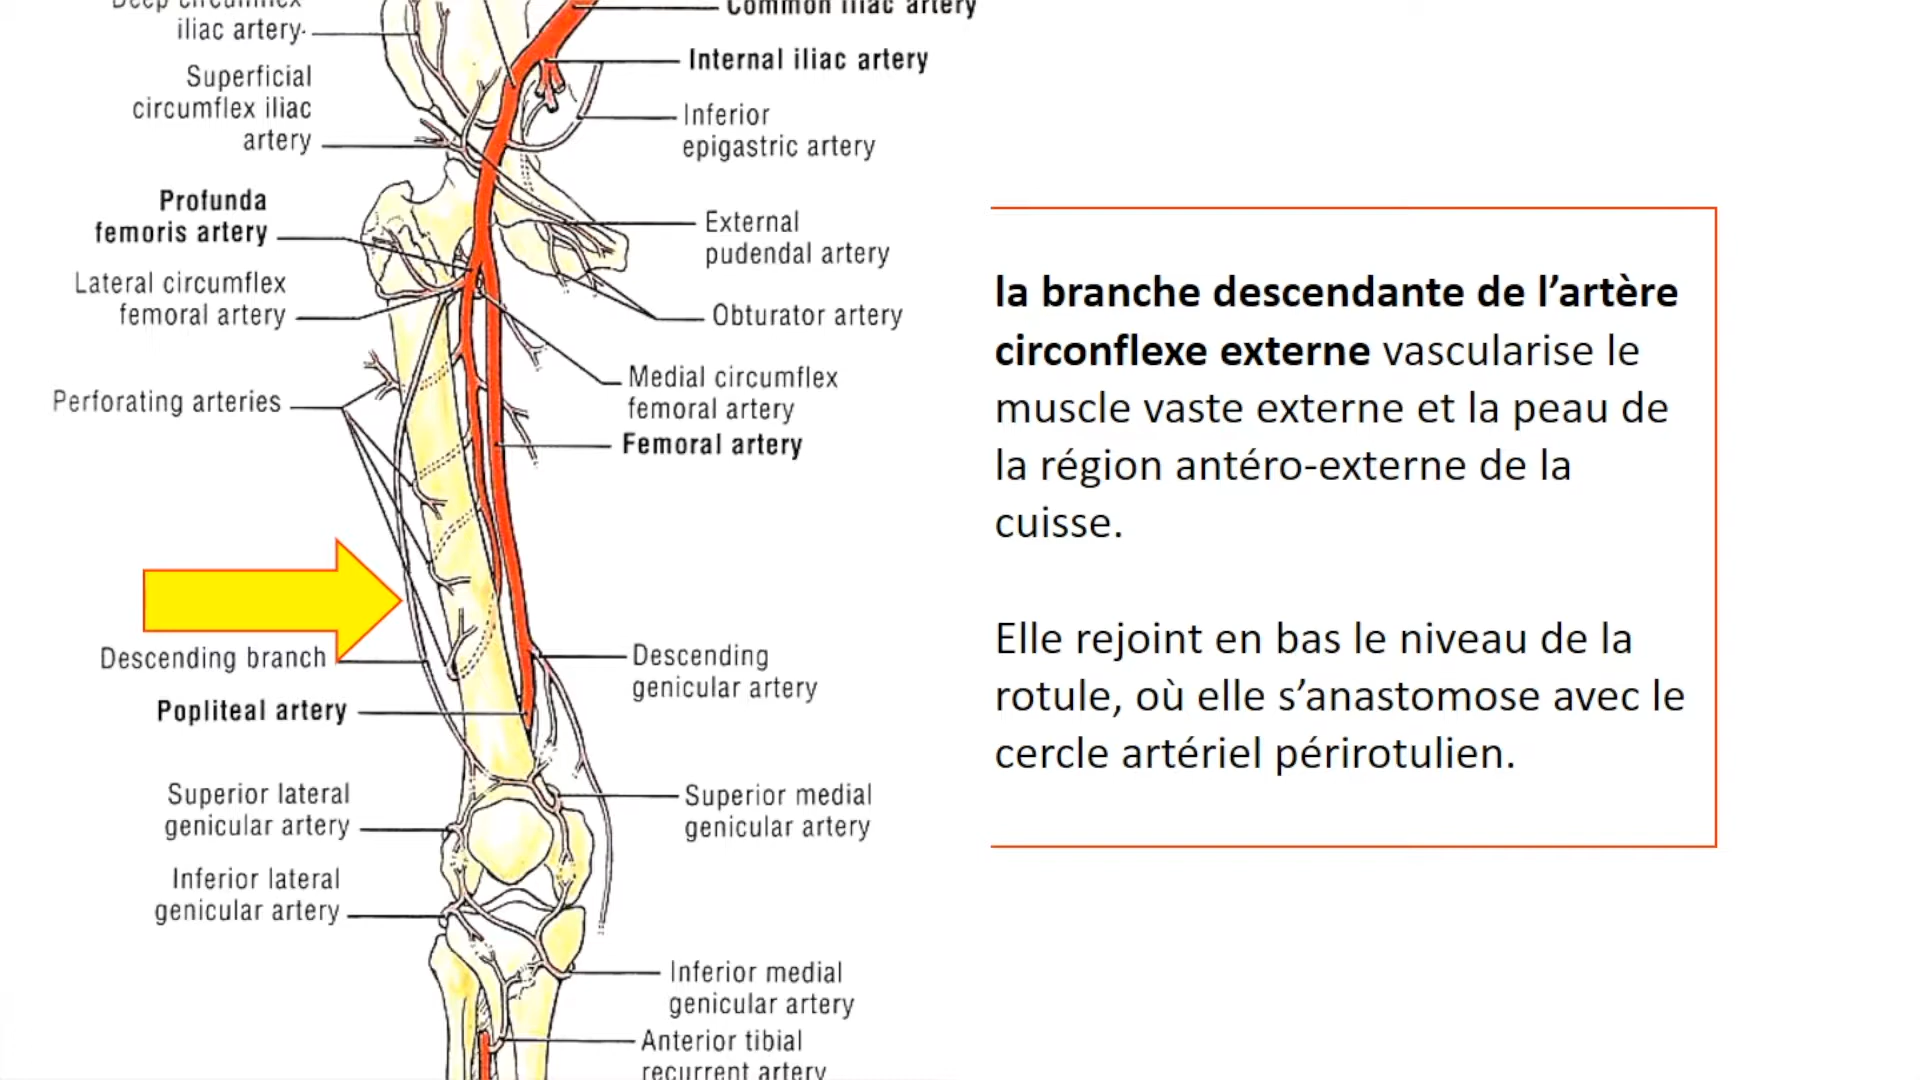 Deep circumflex
iliac artery
Common iliac artery
Internal iliac artery
Superficial
circumflex iliac
artery
Inferior
epigastric artery
Profunda
femoris artery
External
pudendal artery
Lateral circumflex
femoral artery
Obturator artery
Perforating arteries
Medial circumflex
femoral artery
Femoral artery
Descending branch
Descending
genicular artery
Popliteal artery
Superior lateral
genicular artery
Superior medial
genicular artery
Inferior lateral
genicular artery
Inferior medial
genicular artery
Anterior tibial
recurrent artery
la branche descendante de l’artère
circonflexe externe vascularise le
muscle vaste externe et la peau de
la région antéro-externe de la
cuisse.
Elle rejoint en bas le niveau de la
rotule, où elle s’anastomose avec le
cercle artériel périrotulien.